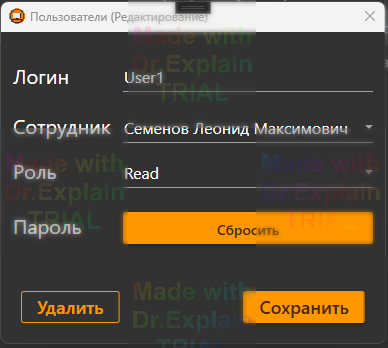 Пользователи (Редактирование)
Made with
Dr.Explain
TRIAL
Логин User1
Сотрудник Семенов Леонид Максимович
Made with Made with
Роль Read
Dr.Explain Dr.Explain
TRIAL TRIAL
Пароль Сбросить
Made with
Удалить Сохранить
Dr.Explain
TRIAL